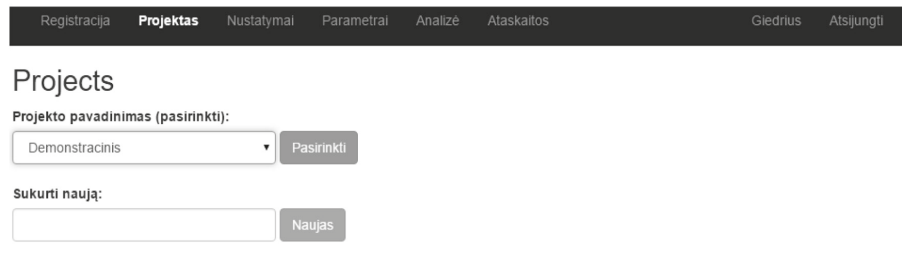 Registracija Projektas Nustatymai Parametrai Analizė Ataskaitos Giedrius Atsijungti
Projects
Projekto pavadinimas (pasirinkti):
Demonstracinis Pasirinkti
Sukurti naują:
Naujas